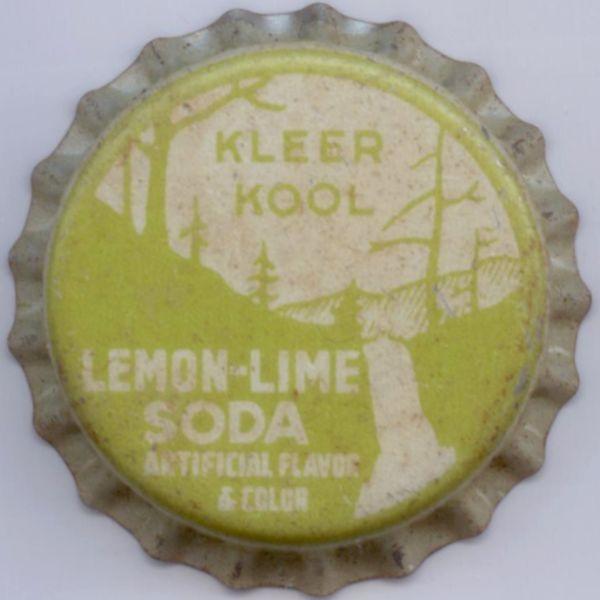 KLEER
KOOL
LEMON-LIME
SODA
ARTIFICIAL FLAVOR
& COLOR